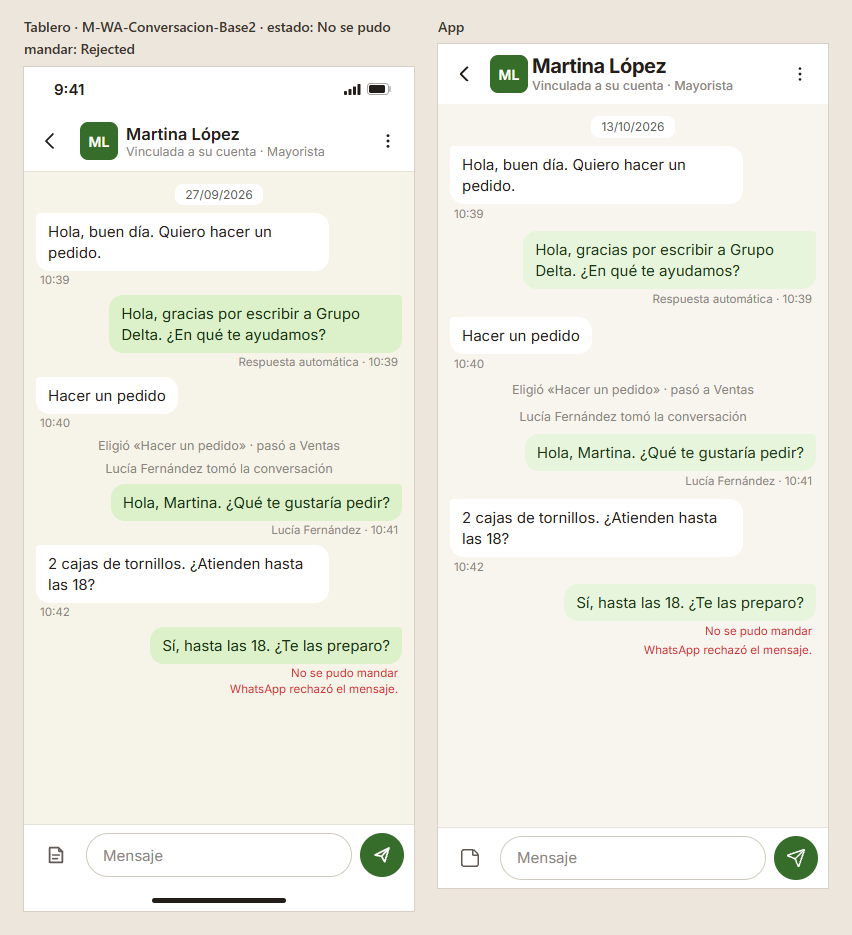 Tablero · M-WA-Conversacion-Base2 · estado: No se pudo
mandar: Rejected
9:41
ML
Martina López
Vinculada a su cuenta · Mayorista
27/09/2026
Hola, buen día. Quiero hacer un
pedido.
10:39
Hola, gracias por escribir a Grupo
Delta. ¿En qué te ayudamos?
Respuesta automática · 10:39
Hacer un pedido
10:40
Eligió «Hacer un pedido» · pasó a Ventas
Lucía Fernández tomó la conversación
Hola, Martina. ¿Qué te gustaría pedir?
Lucía Fernández · 10:41
2 cajas de tornillos. ¿Atienden hasta
las 18?
10:42
Sí, hasta las 18. ¿Te las preparo?
No se pudo mandar
WhatsApp rechazó el mensaje.
Mensaje
App
ML
Martina López
Vinculada a su cuenta · Mayorista
13/10/2026
Hola, buen día. Quiero hacer un
pedido.
10:39
Hola, gracias por escribir a Grupo
Delta. ¿En qué te ayudamos?
Respuesta automática · 10:39
Hacer un pedido
10:40
Eligió «Hacer un pedido» · pasó a Ventas
Lucía Fernández tomó la conversación
Hola, Martina. ¿Qué te gustaría pedir?
Lucía Fernández · 10:41
2 cajas de tornillos. ¿Atienden hasta
las 18?
10:42
Sí, hasta las 18. ¿Te las preparo?
No se pudo mandar
WhatsApp rechazó el mensaje.
Mensaje